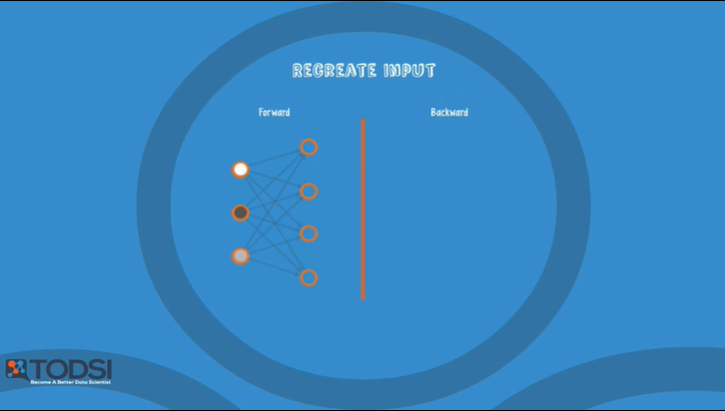 RECREATE INPUT
Forward
Backward
TODSI
Become A Better Data Scientist